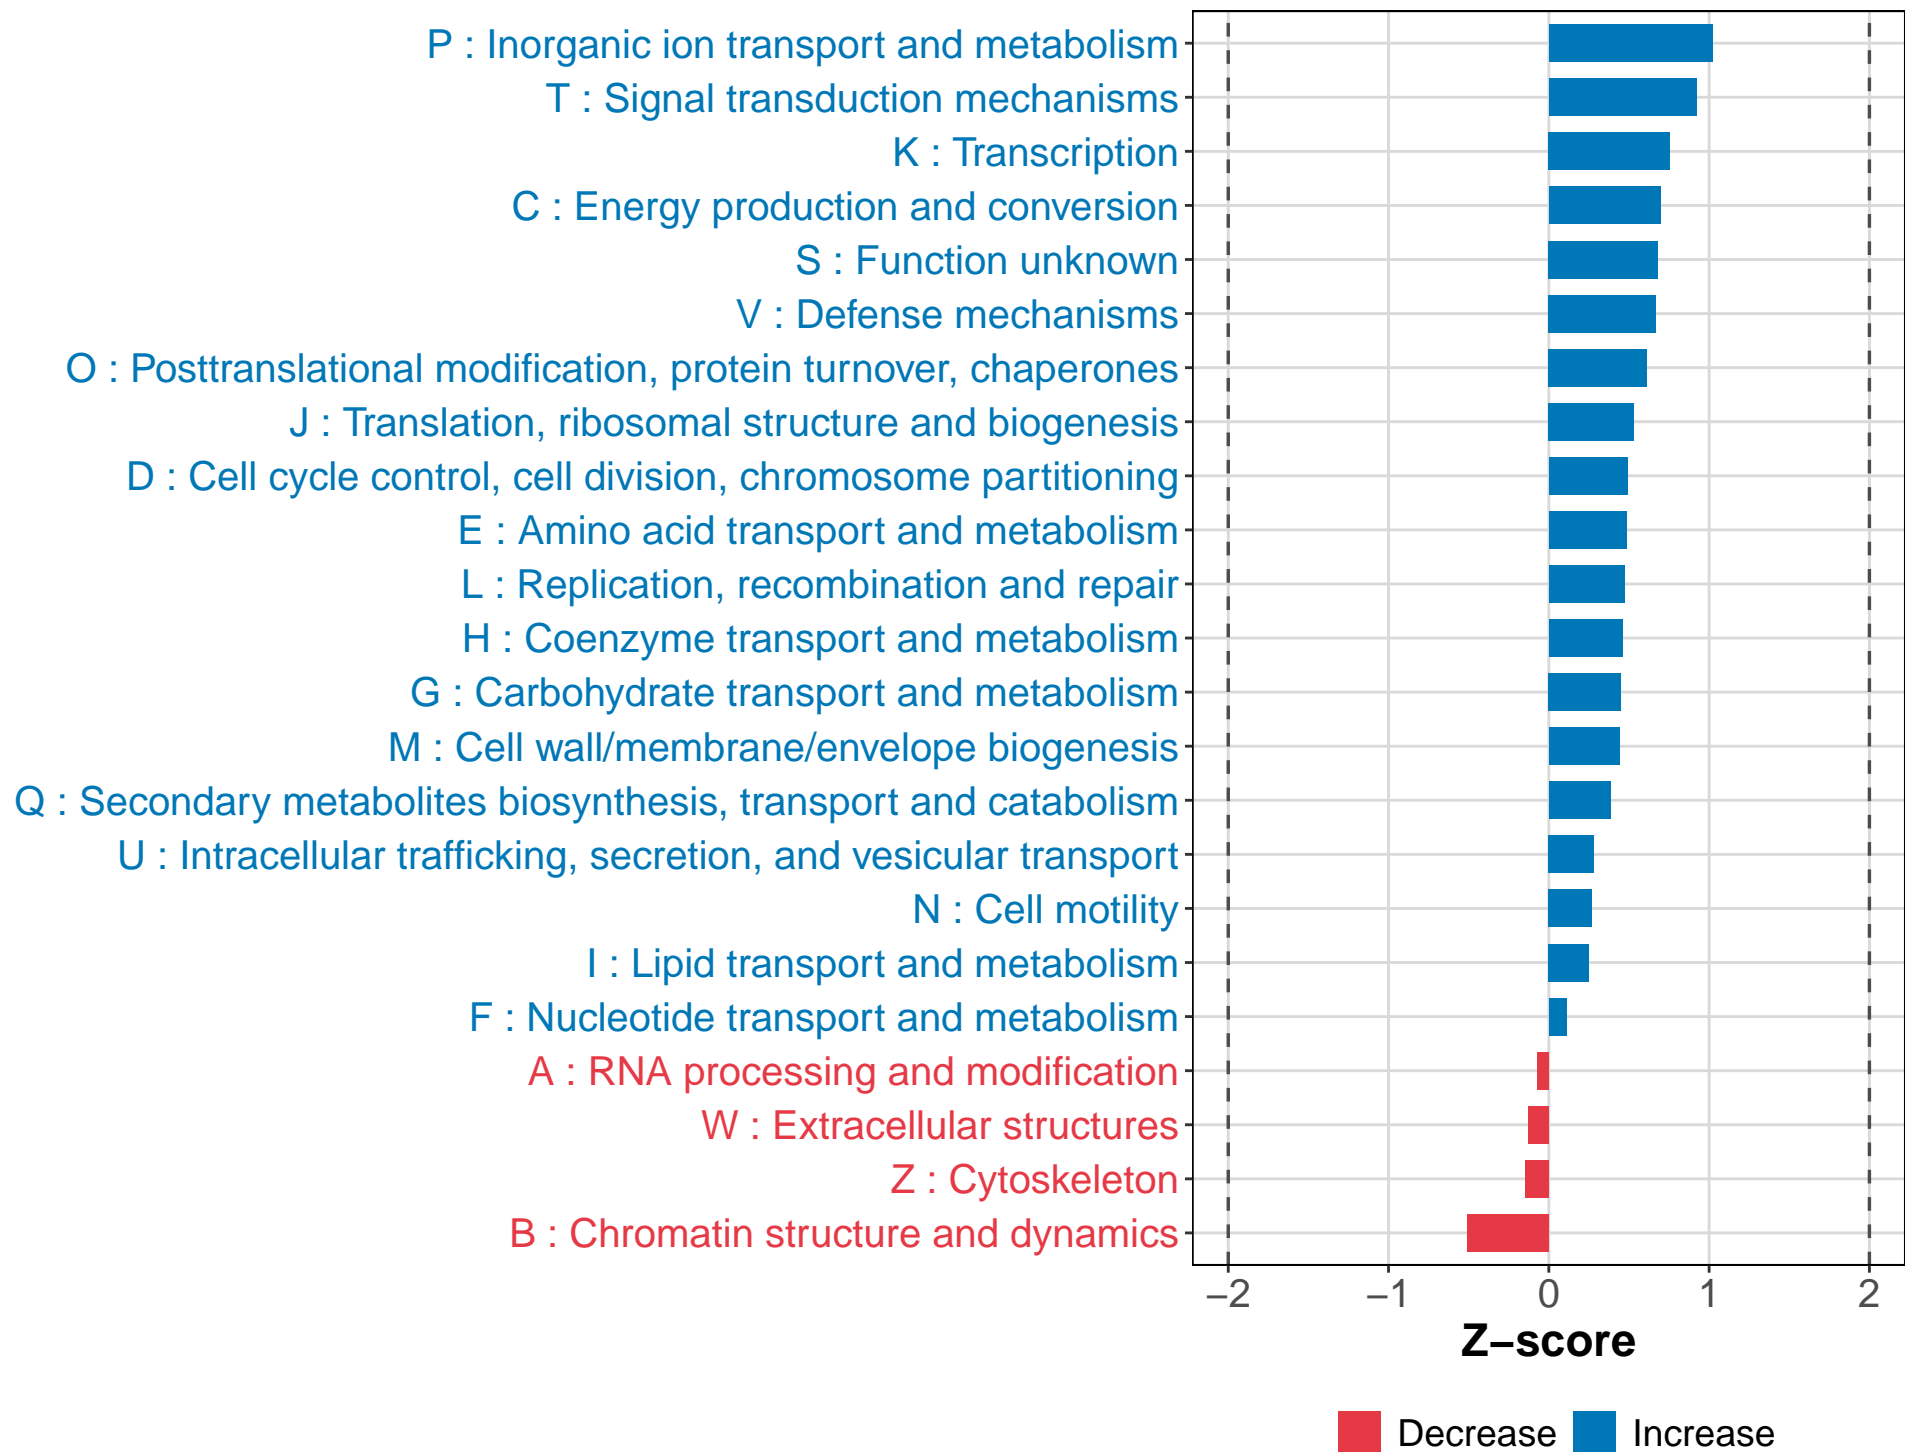 P : Inorganic ion transport and metabolism
T : Signal transduction mechanisms
K : Transcription
C : Energy production and conversion
S : Function unknown
V : Defense mechanisms
O : Posttranslational modification, protein turnover, chaperones
J : Translation, ribosomal structure and biogenesis
D : Cell cycle control, cell division, chromosome partitioning
E : Amino acid transport and metabolism
L : Replication, recombination and repair
H : Coenzyme transport and metabolism
G : Carbohydrate transport and metabolism
M : Cell wall/membrane/envelope biogenesis
Q : Secondary metabolites biosynthesis, transport and catabolism
U : Intracellular trafficking, secretion, and vesicular transport
N : Cell motility
I : Lipid transport and metabolism
F : Nucleotide transport and metabolism
A : RNA processing and modification
W : Extracellular structures
Z : Cytoskeleton
B : Chromatin structure and dynamics
−2 −1 0 1 2
Z−score
Decrease Increase